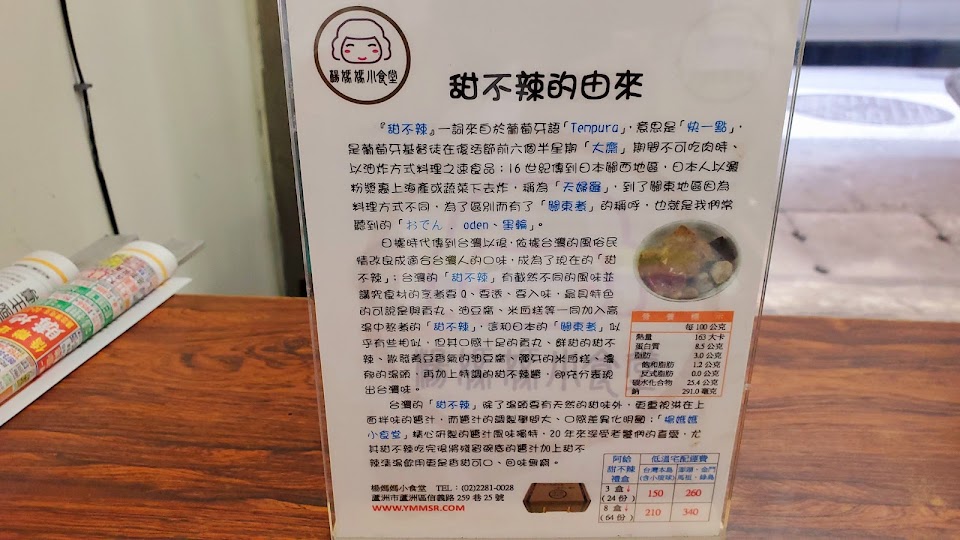 楊媽媽小食堂
甜不辣的由來
『甜不辣』一詞來自於葡萄牙語「Tempura」，意思是「快一點」，
是葡萄牙基督徒在復活節前六個半星期「大齋」期間不可吃肉時、
以油炸方式料理之速食品；16世紀傳到日本關西地區，日本人以麵
粉漿裹上海產或蔬菜下去炸，稱為「天婦羅」，到了關東地區因為
料理方式不同，為了區別而有了「關東煮」的稱呼，也就是我們常
聽到的「おでん．oden、黑輪」。
日據時代傳到台灣以後，依據台灣的風俗民
情改良成適合台灣人的口味，成為了現在的「甜
不辣」；台灣的「甜不辣」有截然不同的風味並
講究食材的烹煮要Q、要透、要入味，最具特色
的可說是與貢丸、油豆腐、米血糕等一同加入高
湯中熬煮的「甜不辣」，這和日本的「關東煮」似
乎有些相似，但其口感十足的貢丸、鮮甜的甜不
辣、散發黃豆香氣的油豆腐、彈牙的米血糕、濃
郁的湯頭，再加上特調的甜不辣醬，卻充分表現
出台灣味。
台灣的「甜不辣」除了湯頭要有天然的甜味外，更重視淋在上
面拌味的醬汁，而醬汁的調製學問大、口感差異化明顯；「楊媽媽
小食堂」精心研製的醬汁風味獨特，20年來深受老饕們的喜愛，尤
其甜不辣吃完後將殘留碗底的醬汁加上甜不
辣清湯飲用更是香甜可口、回味無窮。
營養標示
每100公克
熱量 163大卡
蛋白質 8.5公克
脂肪 3.0公克
飽和脂肪 1.2公克
反式脂肪 0.0公克
碳水化合物 25.4公克
鈉 291.0毫克
楊媽媽小食堂 TEL：(02)2281-0028
蘆洲市蘆洲區信義路259巷25號
WWW.YMMSR.COM
阿給 甜不辣 禮盒 低溫宅配運費
台灣本島 (含小琉球) 澎湖、金門 馬祖、綠島
3盒↓ (24份) 150 260
8盒↓ (64份) 210 340